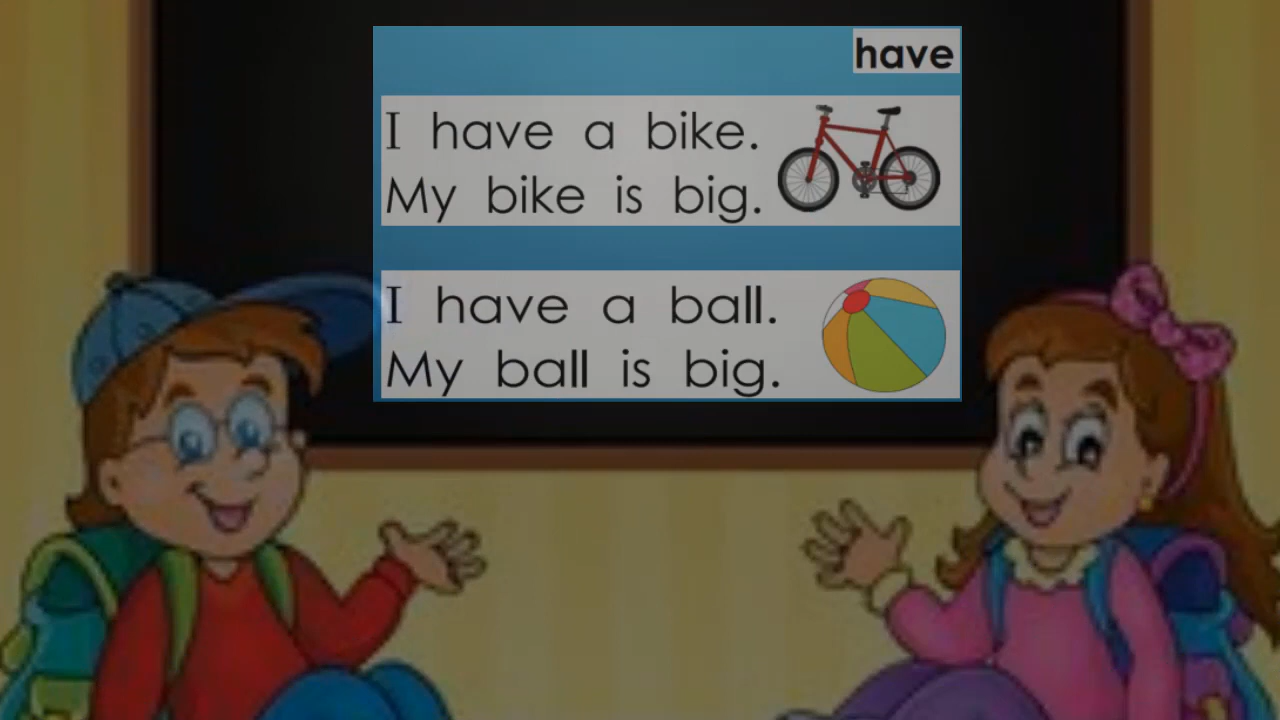 have
I have a bike.
My bike is big.
I have a ball.
My ball is big.